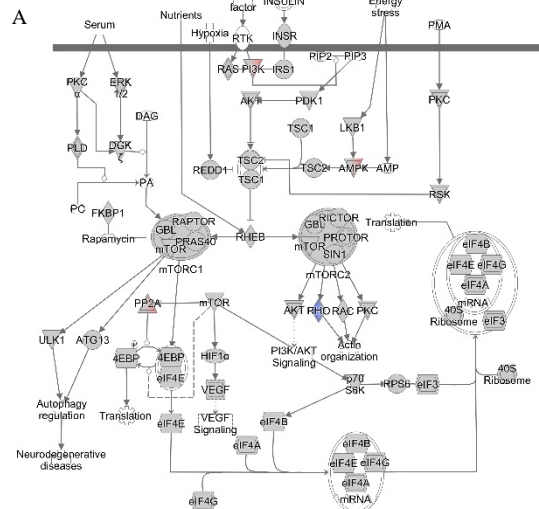 A
Serum
Nutrients
factor
INSULIN
Energy
stress
PMA
Hypoxia
RTK
INSR
RAS
PI3K
IRS1
PIP2
PIP3
PKC
α
ERK
1/2
AKT
PDK1
PKC
DAG
TSC1
LKB1
PLD
DGK
ζ
TSC2
TSC1
REDD1
TSC2
AMPK
AMP
PA
RSK
PC
FKBP1
Rapamycin
RAPTOR
GBL
PRAS40
mTOR
mTORC1
RHEB
RICTOR
GBL
PROTOR
mTOR
SIN1
mTORC2
Translation
eIF4B
eIF4E
eIF4G
eIF4A
mRNA
40S
Ribosome
eIF3
PP2A
mTOR
AKT
RHO
RAC
PKC
ULK1
ATG13
4EBP
4EBP
eIF4E
HIF1α
PI3K/AKT
Signaling
Actin
organization
p70
S6K
RPS6
eIF3
40S
Ribosome
VEGF
Autophagy
regulation
Translation
eIF4E
VEGF
Signaling
eIF4B
eIF4A
Neurodegenerative
diseases
eIF4B
eIF4E
eIF4G
eIF4A
mRNA
eIF4G